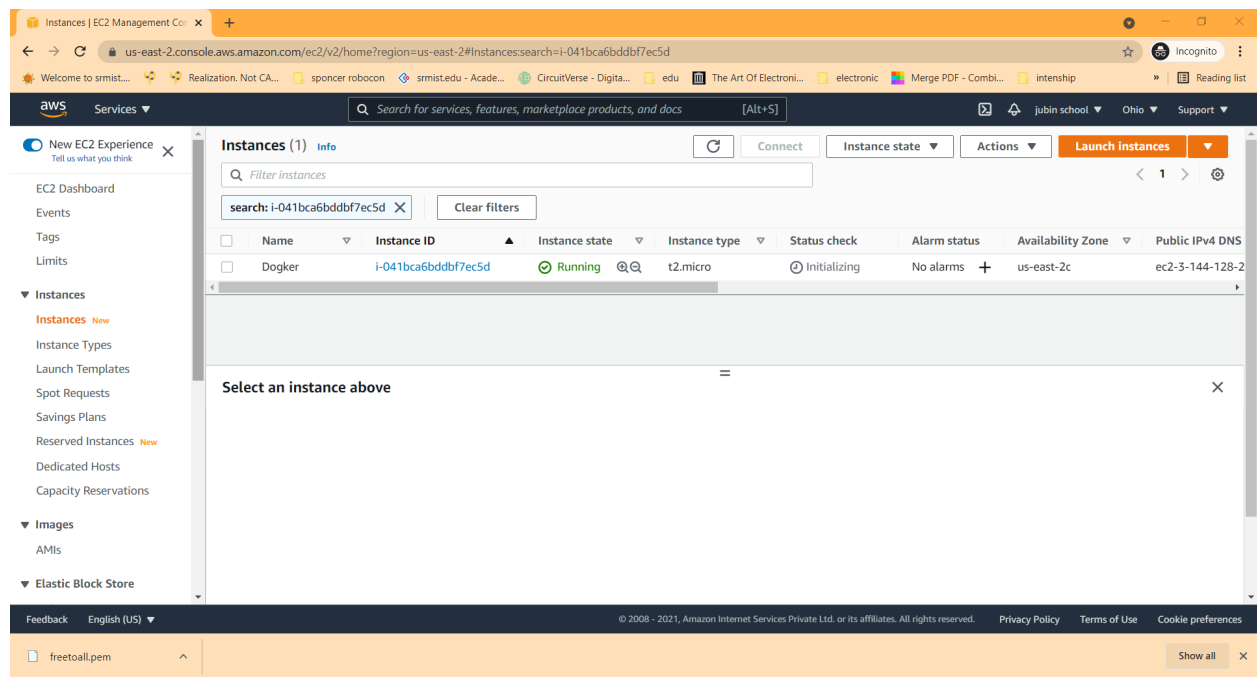 Instances | EC2 Management Con
us-east-2.console.aws.amazon.com/ec2/v2/home?region=us-east-2#Instances:search=i-041bca6bddbf7ec5d
Incognito
Welcome to srmist....
Realization. Not CA...
sponcer robocon
srmist.edu - Acade...
CircuitVerse - Digita...
edu
The Art Of Electroni...
electronic
Merge PDF - Combi...
intenship
»
Reading list
aws
Services
Search for services, features, marketplace products, and docs
[Alt+S]
jubin school
Ohio
Support
New EC2 Experience
Tell us what you think
EC2 Dashboard
Events
Tags
Limits
Instances
Instances New
Instance Types
Launch Templates
Spot Requests
Savings Plans
Reserved Instances New
Dedicated Hosts
Capacity Reservations
Images
AMIs
Elastic Block Store
Instances (1) Info
Connect
Instance state
Actions
Launch instances
Filter instances
1
search: i-041bca6bddbf7ec5d
Clear filters
Name Instance ID Instance state Instance type Status check Alarm status Availability Zone Public IPv4 DNS
Dogker i-041bca6bddbf7ec5d Running t2.micro Initializing No alarms + us-east-2c ec2-3-144-128-2
Select an instance above
Feedback English (US) © 2008 - 2021, Amazon Internet Services Private Ltd. or its affiliates. All rights reserved. Privacy Policy Terms of Use Cookie preferences
freetoall.pem
Show all